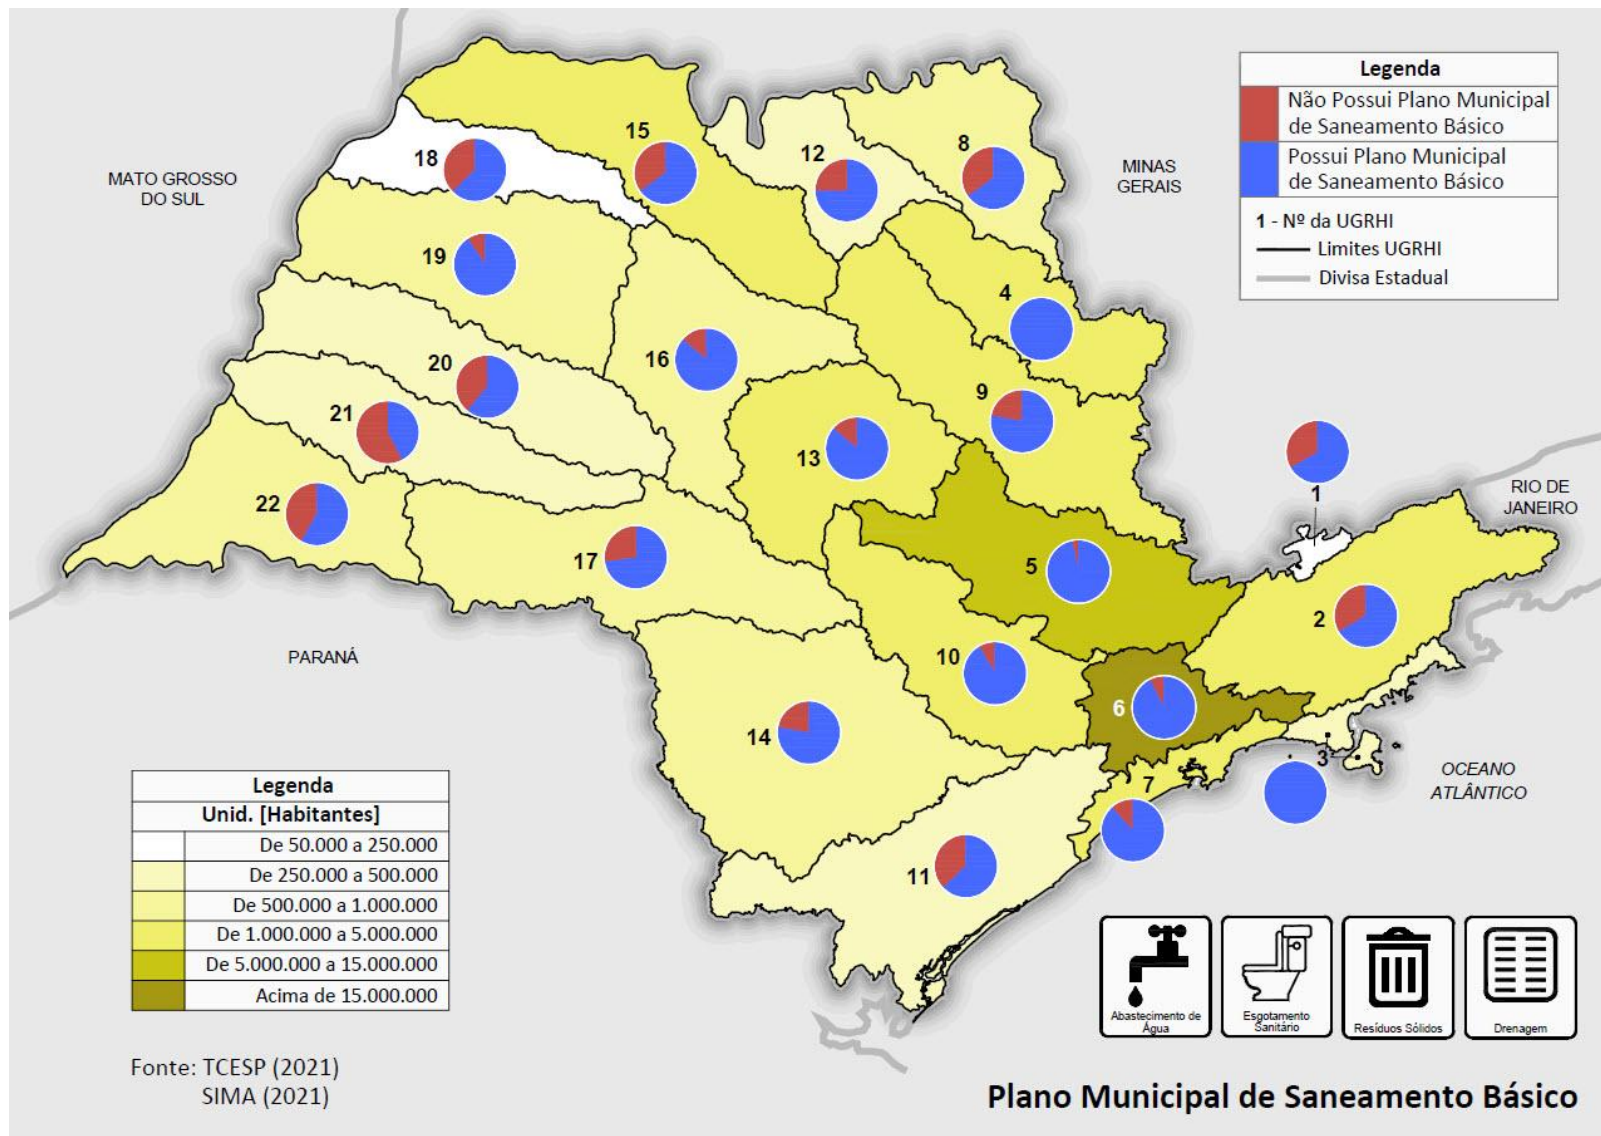 Legenda
Não Possui Plano Municipal
de Saneamento Básico
Possui Plano Municipal
de Saneamento Básico
1 - Nº da UGRHI
Limites UGRHI
Divisa Estadual
MATO GROSSO
DO SUL
MINAS
GERAIS
RIO DE
JANEIRO
PARANÁ
OCEANO
ATLÂNTICO
15
18
12
8
19
4
16
20
9
21
13
22
1
17
5
2
10
6
14
3
7
11
Legenda
Unid. [Habitantes]
De 50.000 a 250.000
De 250.000 a 500.000
De 500.000 a 1.000.000
De 1.000.000 a 5.000.000
De 5.000.000 a 15.000.000
Acima de 15.000.000
Abastecimento de
Água
Esgotamento
Sanitário
Resíduos Sólidos
Drenagem
Fonte: TCESP (2021)
SIMA (2021)
Plano Municipal de Saneamento Básico